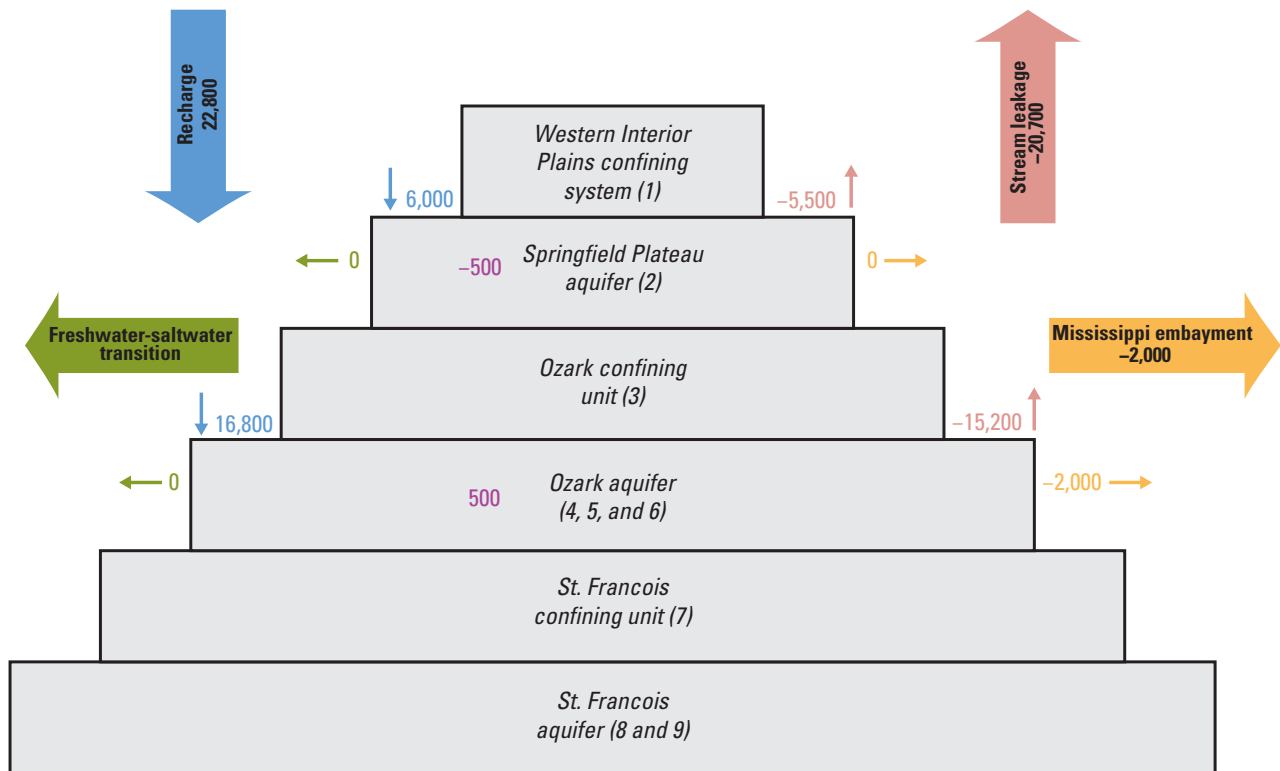 Recharge
22,800
Stream leakage
−20,700
Western Interior
Plains confining
system (1)
6,000
−5,500
0
−500
Springfield Plateau
aquifer (2)
0
Freshwater-saltwater
transition
Mississippi embayment
−2,000
Ozark confining
unit (3)
16,800
−15,200
0
500
Ozark aquifer
(4, 5, and 6)
−2,000
St. Francois
confining unit (7)
St. Francois
aquifer (8 and 9)